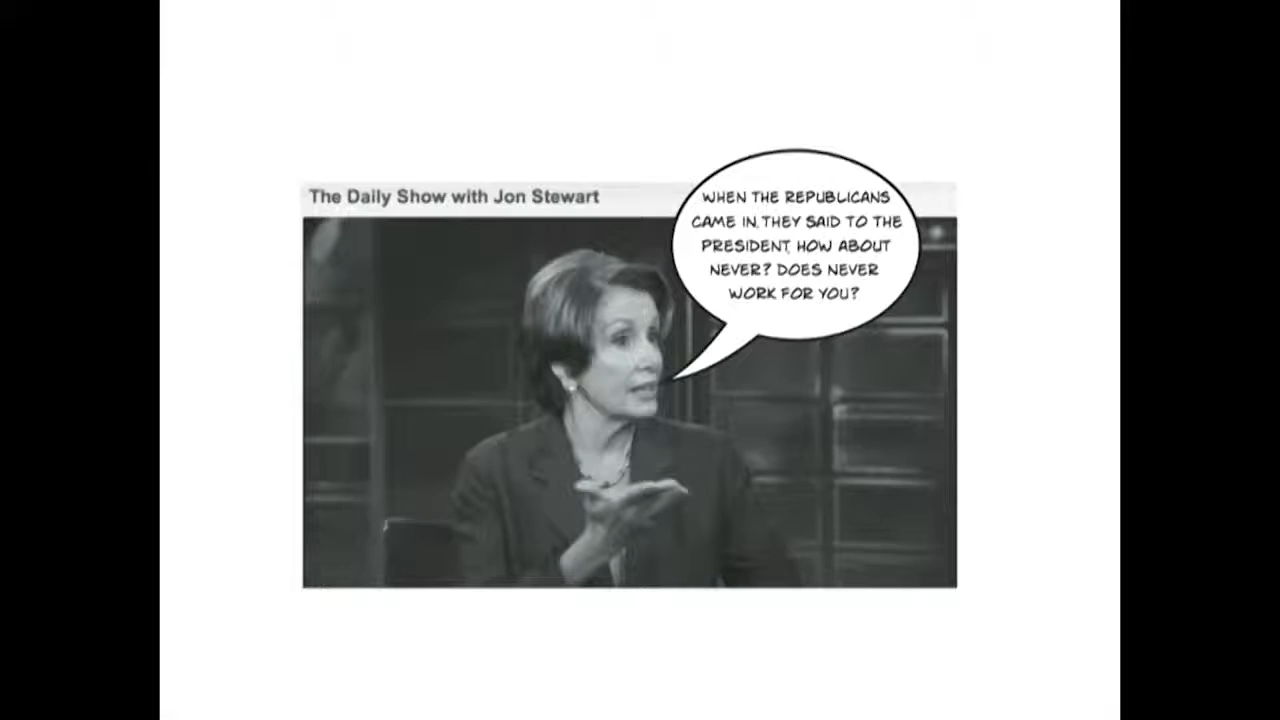 The Daily Show with Jon Stewart
WHEN THE REPUBLICANS
CAME IN, THEY SAID TO THE
PRESIDENT, HOW ABOUT
NEVER? DOES NEVER
WORK FOR YOU?